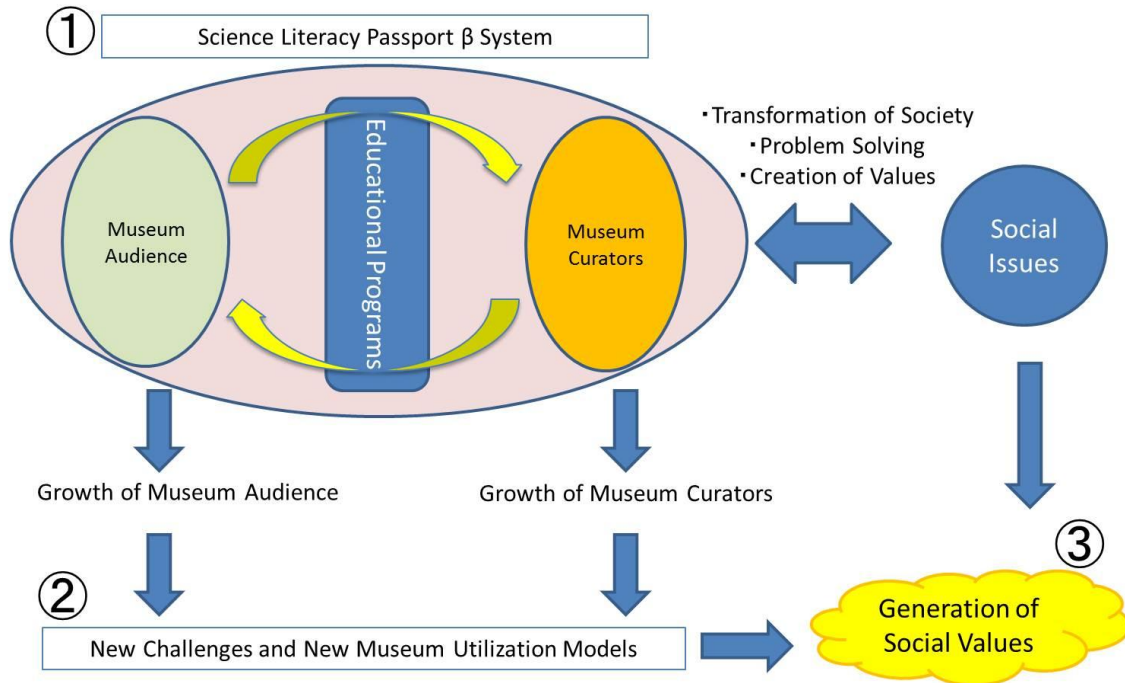 ①
Science Literacy Passport β System
Museum
Audience
Educational Programs
Museum
Curators
・Transformation of Society
・Problem Solving
・Creation of Values
Social
Issues
Growth of Museum Audience
Growth of Museum Curators
②
New Challenges and New Museum Utilization Models
③
Generation of
Social Values